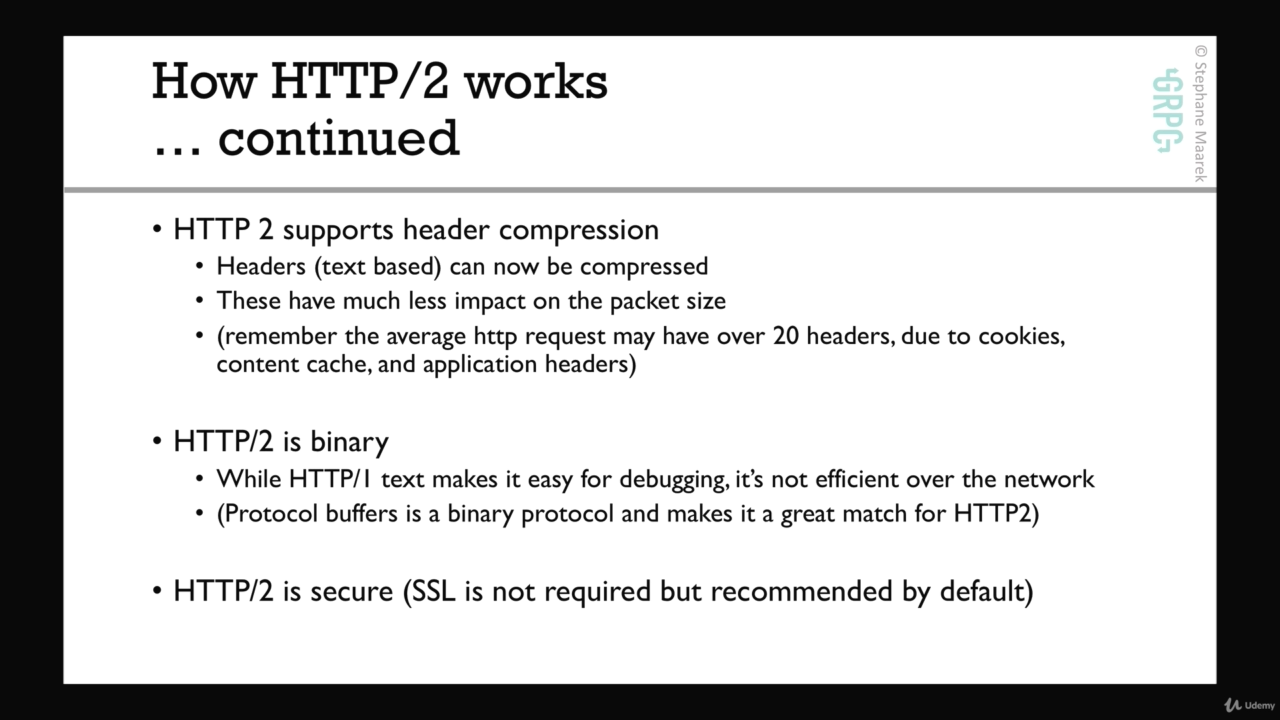 How HTTP/2 works
… continued
GRPC
© Stephane Maarek
• HTTP 2 supports header compression
• Headers (text based) can now be compressed
• These have much less impact on the packet size
• (remember the average http request may have over 20 headers, due to cookies,
content cache, and application headers)
• HTTP/2 is binary
• While HTTP/1 text makes it easy for debugging, it's not efficient over the network
• (Protocol buffers is a binary protocol and makes it a great match for HTTP2)
• HTTP/2 is secure (SSL is not required but recommended by default)
Udemy